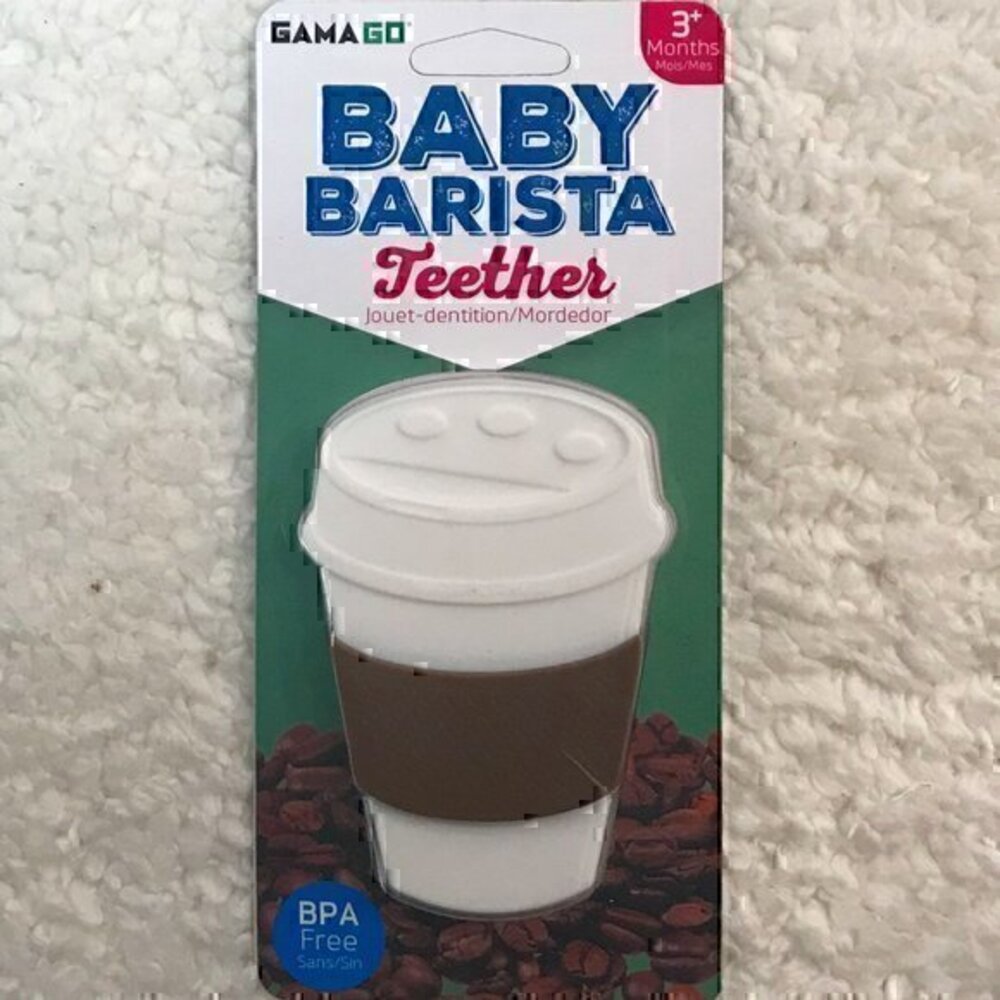 GAMAGO
3+
Months
Mois/Mes
BABY
BARISTA
Teether
Jouet-dentition/Mordedor
BPA
Free
Sans/Sin